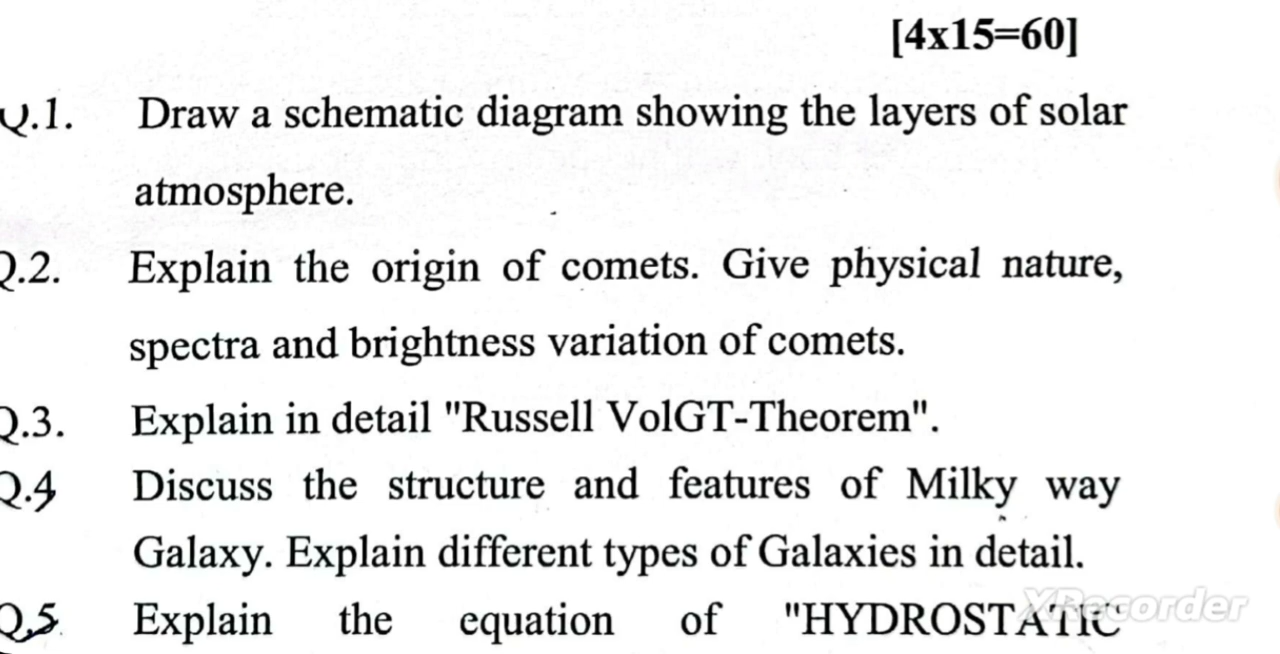 [4x15=60]
Q.1. Draw a schematic diagram showing the layers of solar
atmosphere.
Q.2. Explain the origin of comets. Give physical nature,
spectra and brightness variation of comets.
Q.3. Explain in detail "Russell VolGT-Theorem".
Q.4 Discuss the structure and features of Milky way
Galaxy. Explain different types of Galaxies in detail.
Q.5 Explain the equation of "HYDROSTATIC
XRecorder